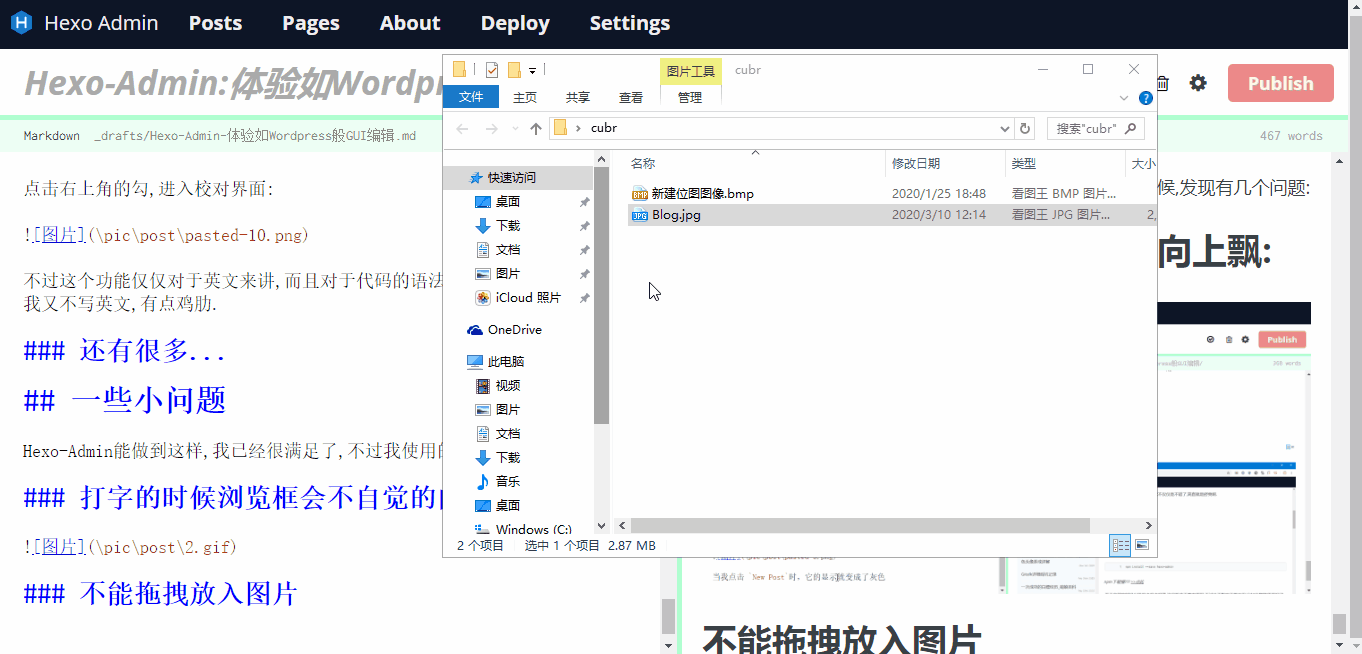 Hexo Admin Posts Pages About Deploy Settings
Hexo-Admin:体验如Wordpr
Publish
Markdown _drafts/Hexo-Admin-体验如Wordpress般GUI编辑.md
467 words
点击右上角的勾,进入校对界面:
![图片](\pic\post\pasted-10.png)
不过这个功能仅仅对于英文来讲,而且对于代码的语法
我又不写英文,有点鸡肋.
### 还有很多...
## 一些小问题
Hexo-Admin能做到这样,我已经很满足了,不过我使用的
### 打字的时候浏览框会不自觉的向
![图片](\pic\post\2.gif)
### 不能拖拽放入图片
图片工具 cubr
文件 主页 共享 查看 管理
cubr
搜索"cubr"
快速访问
桌面
下载
文档
图片
iCloud 照片
OneDrive
此电脑
视频
图片
文档
下载
音乐
桌面
Windows (C:)
名称 修改日期 类型 大小
新建位图图像.bmp 2020/1/25 18:48 看图王 BMP 图片...
Blog.jpg 2020/3/10 12:14 看图王 JPG 图片... 2,
2 个项目 选中 1 个项目 2.87 MB
候,发现有几个问题:
向上飘:
Publish
当我点击 `New Post`时, 它的显示就变成了灰色
不能拖拽放入图片